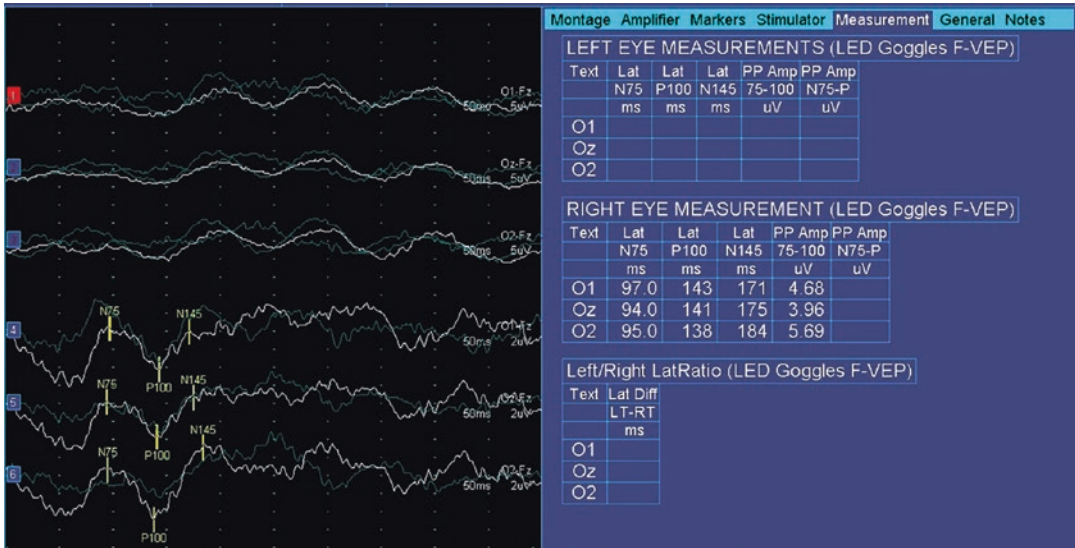 Montage Amplifier Markers Stimulator Measurement General Notes
LEFT EYE MEASUREMENTS (LED Goggles F-VEP)
Text Lat Lat Lat PP Amp PP Amp
N75 P100 N145 75-100 N75-P
ms ms ms uV uV
O1
Oz
O2
RIGHT EYE MEASUREMENT (LED Goggles F-VEP)
Text Lat Lat Lat PP Amp PP Amp
N75 P100 N145 75-100 N75-P
ms ms ms uV uV
O1 97.0 143 171 4.68
Oz 94.0 141 175 3.96
O2 95.0 138 184 5.69
Left/Right LatRatio (LED Goggles F-VEP)
Text Lat Diff
LT-RT
ms
O1
Oz
O2
1 O1-Fz
50ms 5uV
Oz-Fz
50ms 5uV
O2-Fz
50ms 5uV
N75 N145
4 O1-Fz
50ms 2uV
P100
N75 N145
5
50ms 2uV
N145
N75 P100
6 O2-Fz
50ms 2uV
P100